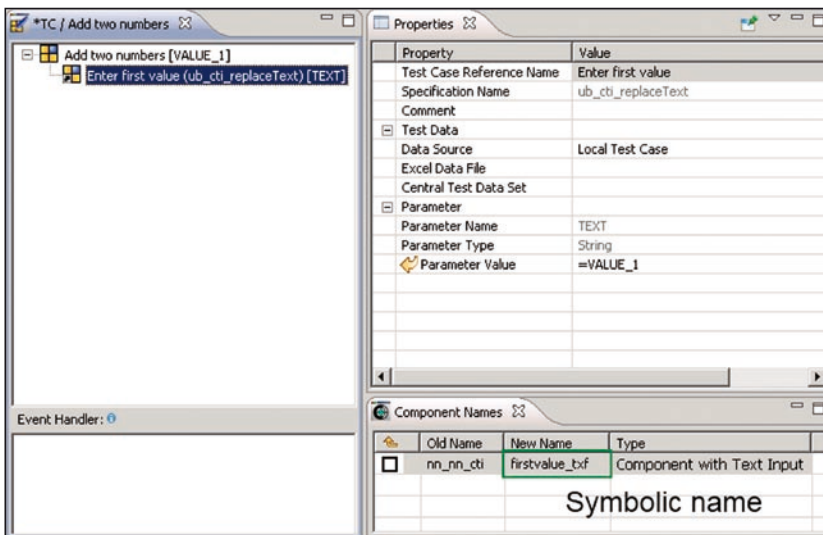 *TC / Add two numbers
Add two numbers [VALUE_1]
Enter first value (ub_cti_replaceText) [TEXT]
Event Handler:
Properties
Property Value
Test Case Reference Name Enter first value
Specification Name ub_cti_replaceText
Comment
Test Data
Data Source Local Test Case
Excel Data File
Central Test Data Set
Parameter
Parameter Name TEXT
Parameter Type String
Parameter Value =VALUE_1
Component Names
Old Name New Name Type
nn_nn_cti firstvalue_txf Component with Text Input
Symbolic name